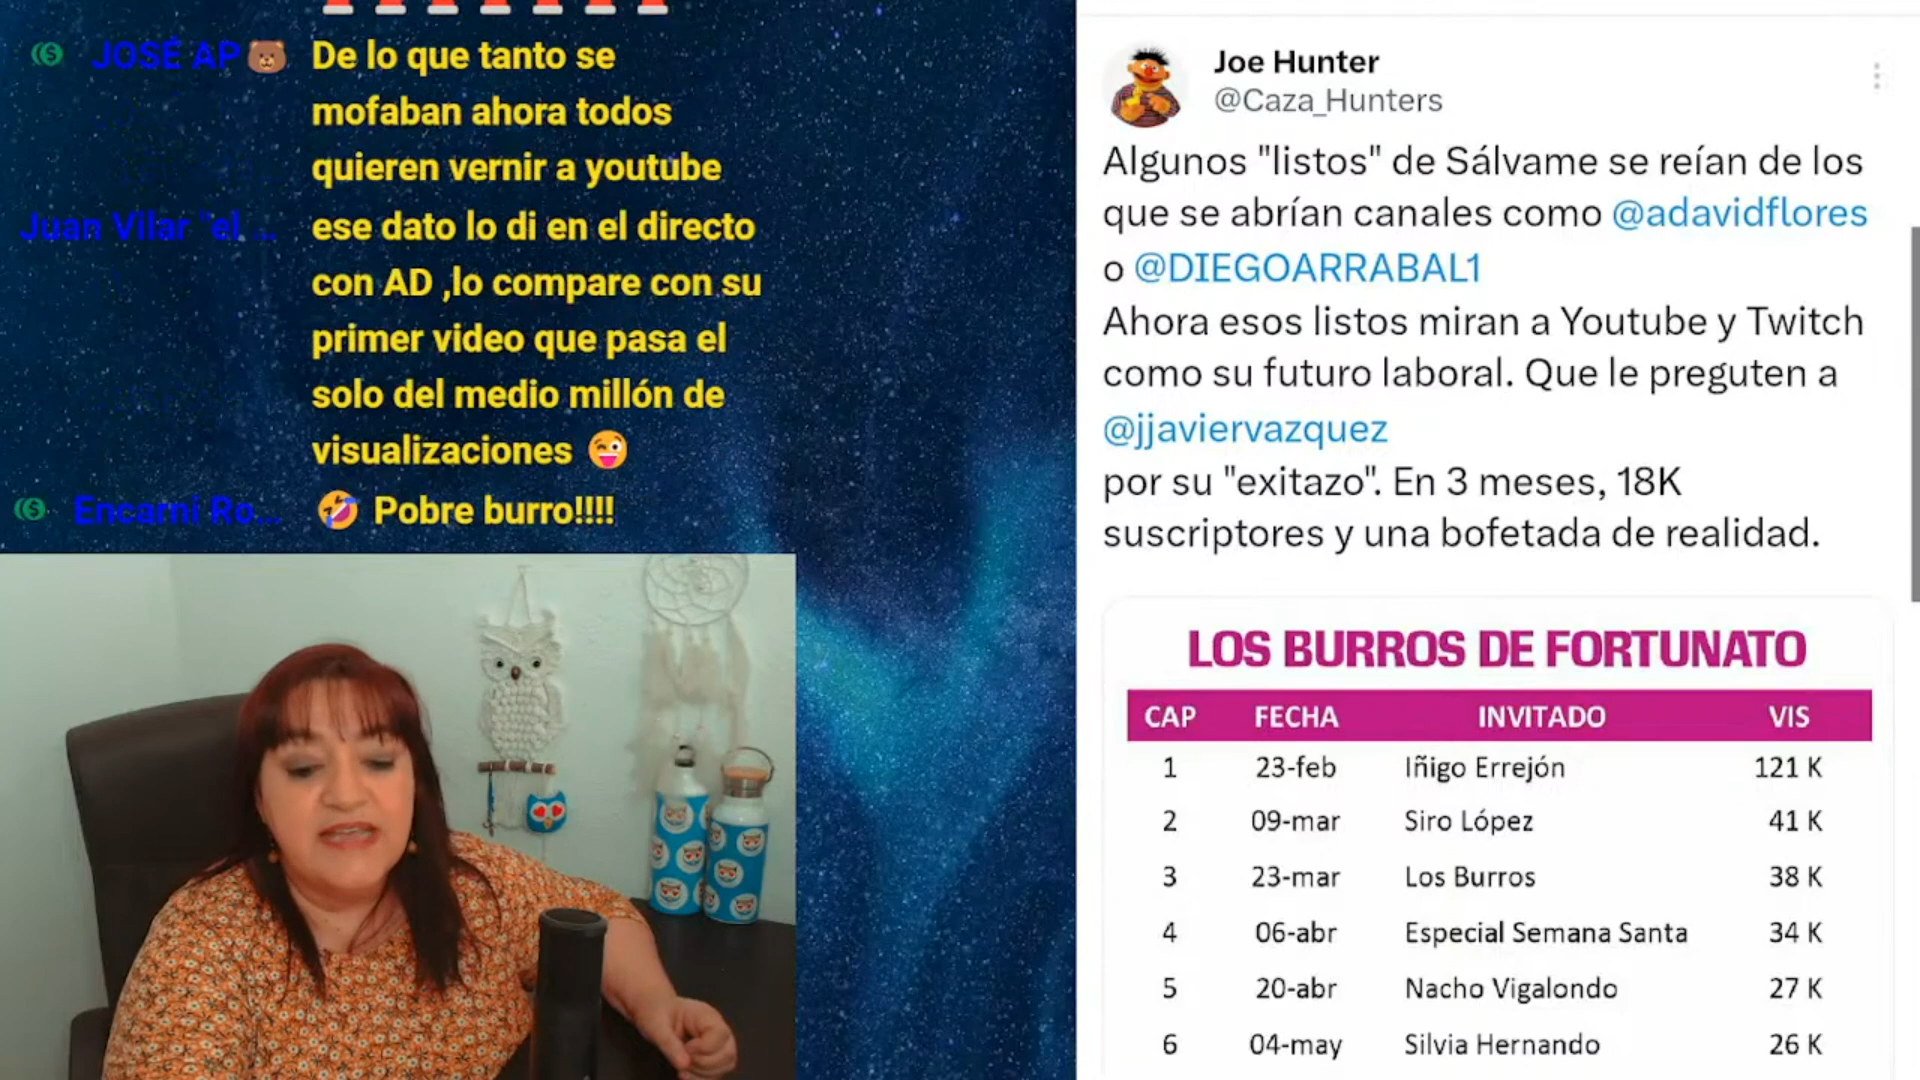 JOSÉ AP De lo que tanto se
mofaban ahora todos
quieren vernir a youtube
Juan Vilar "el ... ese dato lo di en el directo
con AD ,lo compare con su
primer video que pasa el
solo del medio millón de
visualizaciones 😜
Encarni Ro... 🤣 Pobre burro!!!!
Joe Hunter
@Caza_Hunters
Algunos "listos" de Sálvame se reían de los
que se abrían canales como @adavidflores
o @DIEGOARRABAL1
Ahora esos listos miran a Youtube y Twitch
como su futuro laboral. Que le preguten a
@jjaviervazquez
por su "exitazo". En 3 meses, 18K
suscriptores y una bofetada de realidad.
LOS BURROS DE FORTUNATO
CAP FECHA INVITADO VIS
1 23-feb Iñigo Errejón 121 K
2 09-mar Siro López 41 K
3 23-mar Los Burros 38 K
4 06-abr Especial Semana Santa 34 K
5 20-abr Nacho Vigalondo 27 K
6 04-may Silvia Hernando 26 K